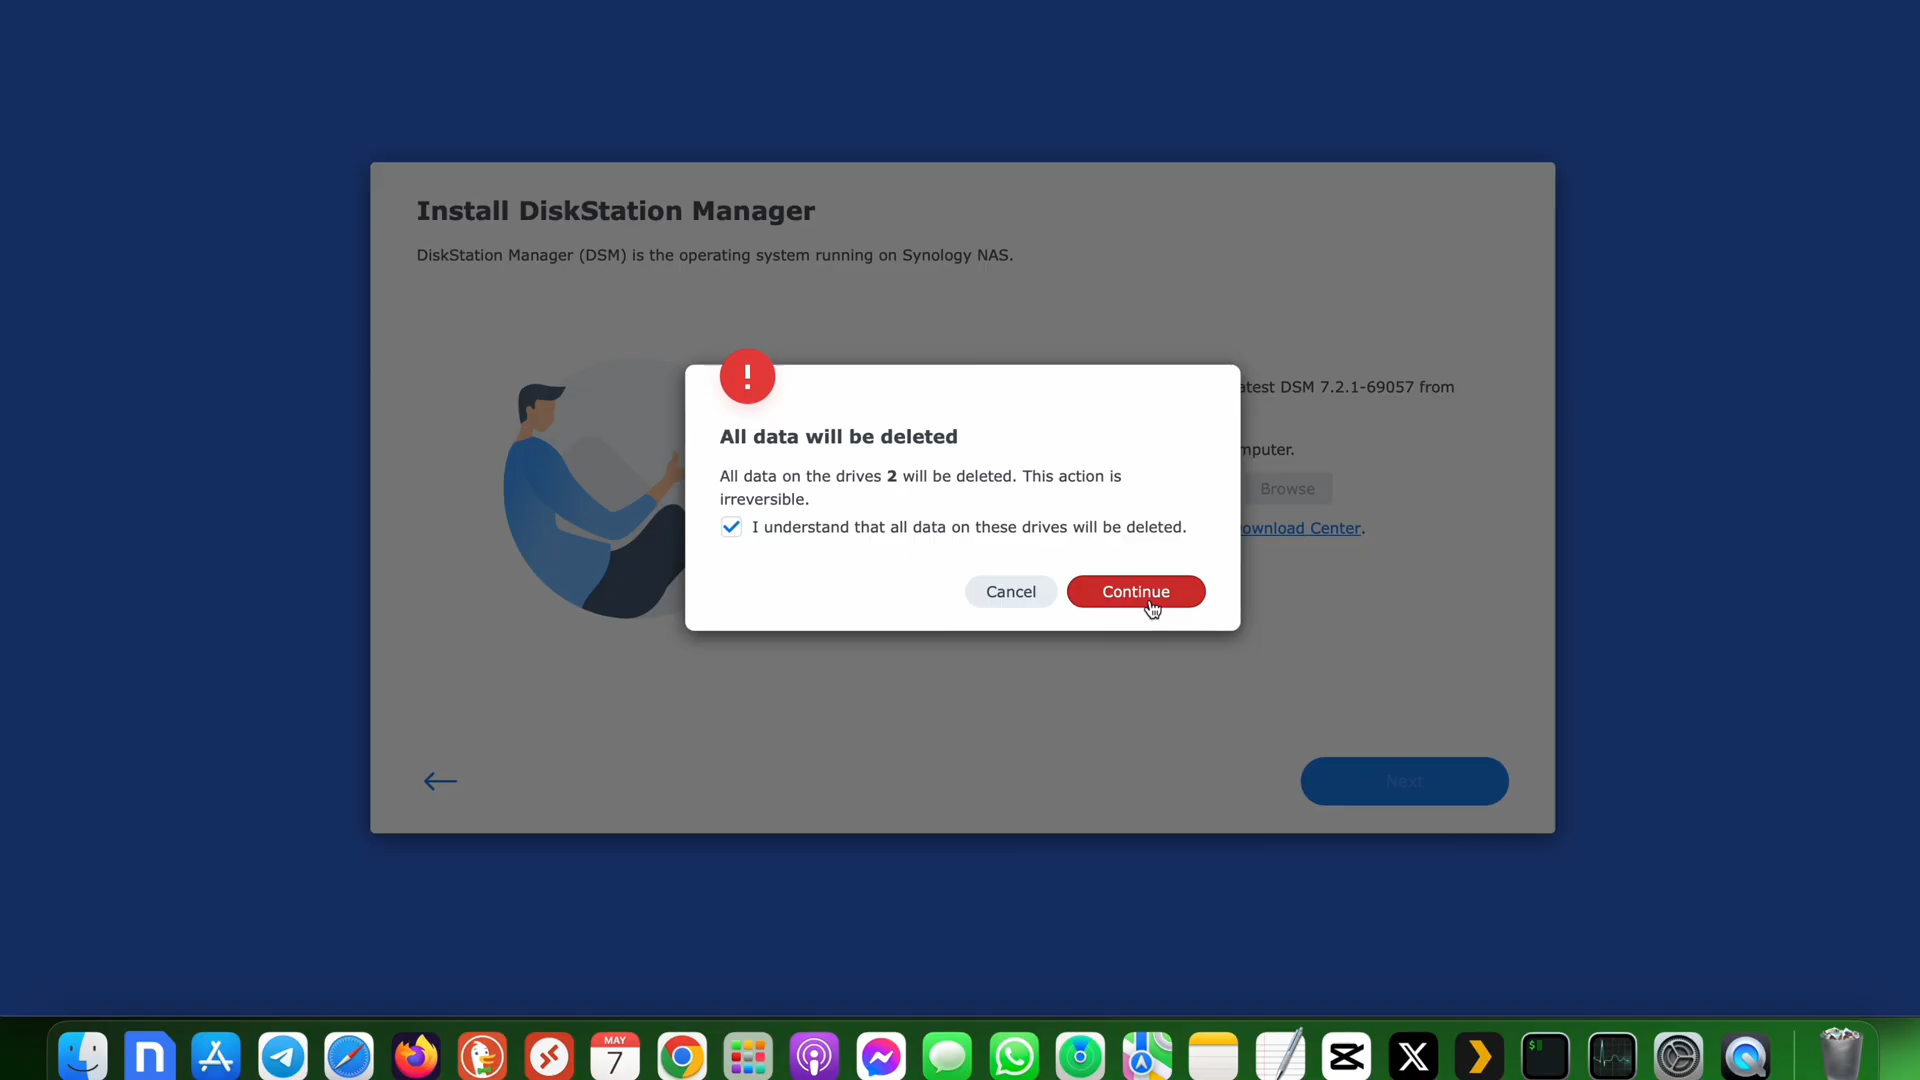 Install DiskStation Manager
DiskStation Manager (DSM) is the operating system running on Synology NAS.
atest DSM 7.2.1-69057 from
mputer.
Browse
ownload Center.
!
All data will be deleted
All data on the drives 2 will be deleted. This action is
irreversible.
I understand that all data on these drives will be deleted.
Cancel
Continue
Next
MAY
7